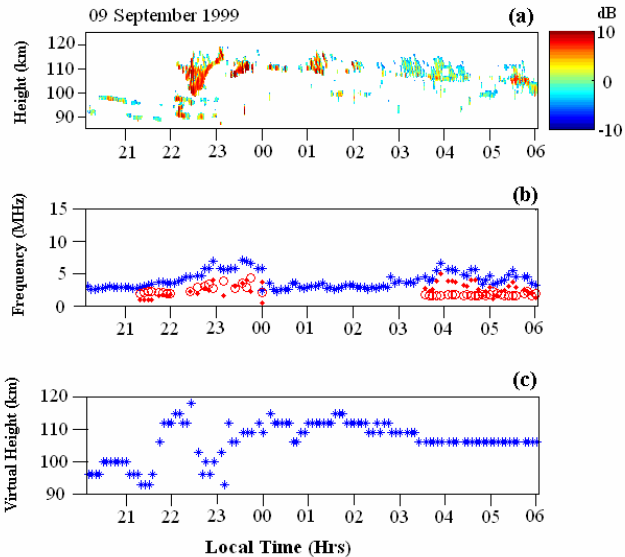 09 September 1999
(a)
dB
Height (km)
120
110
100
90
10
0
-10
21 22 23 00 01 02 03 04 05 06
(b)
Frequency (MHz)
15
10
5
0
21 22 23 00 01 02 03 04 05 06
(c)
Virtual Height (km)
120
110
100
90
21 22 23 00 01 02 03 04 05 06
Local Time (Hrs)